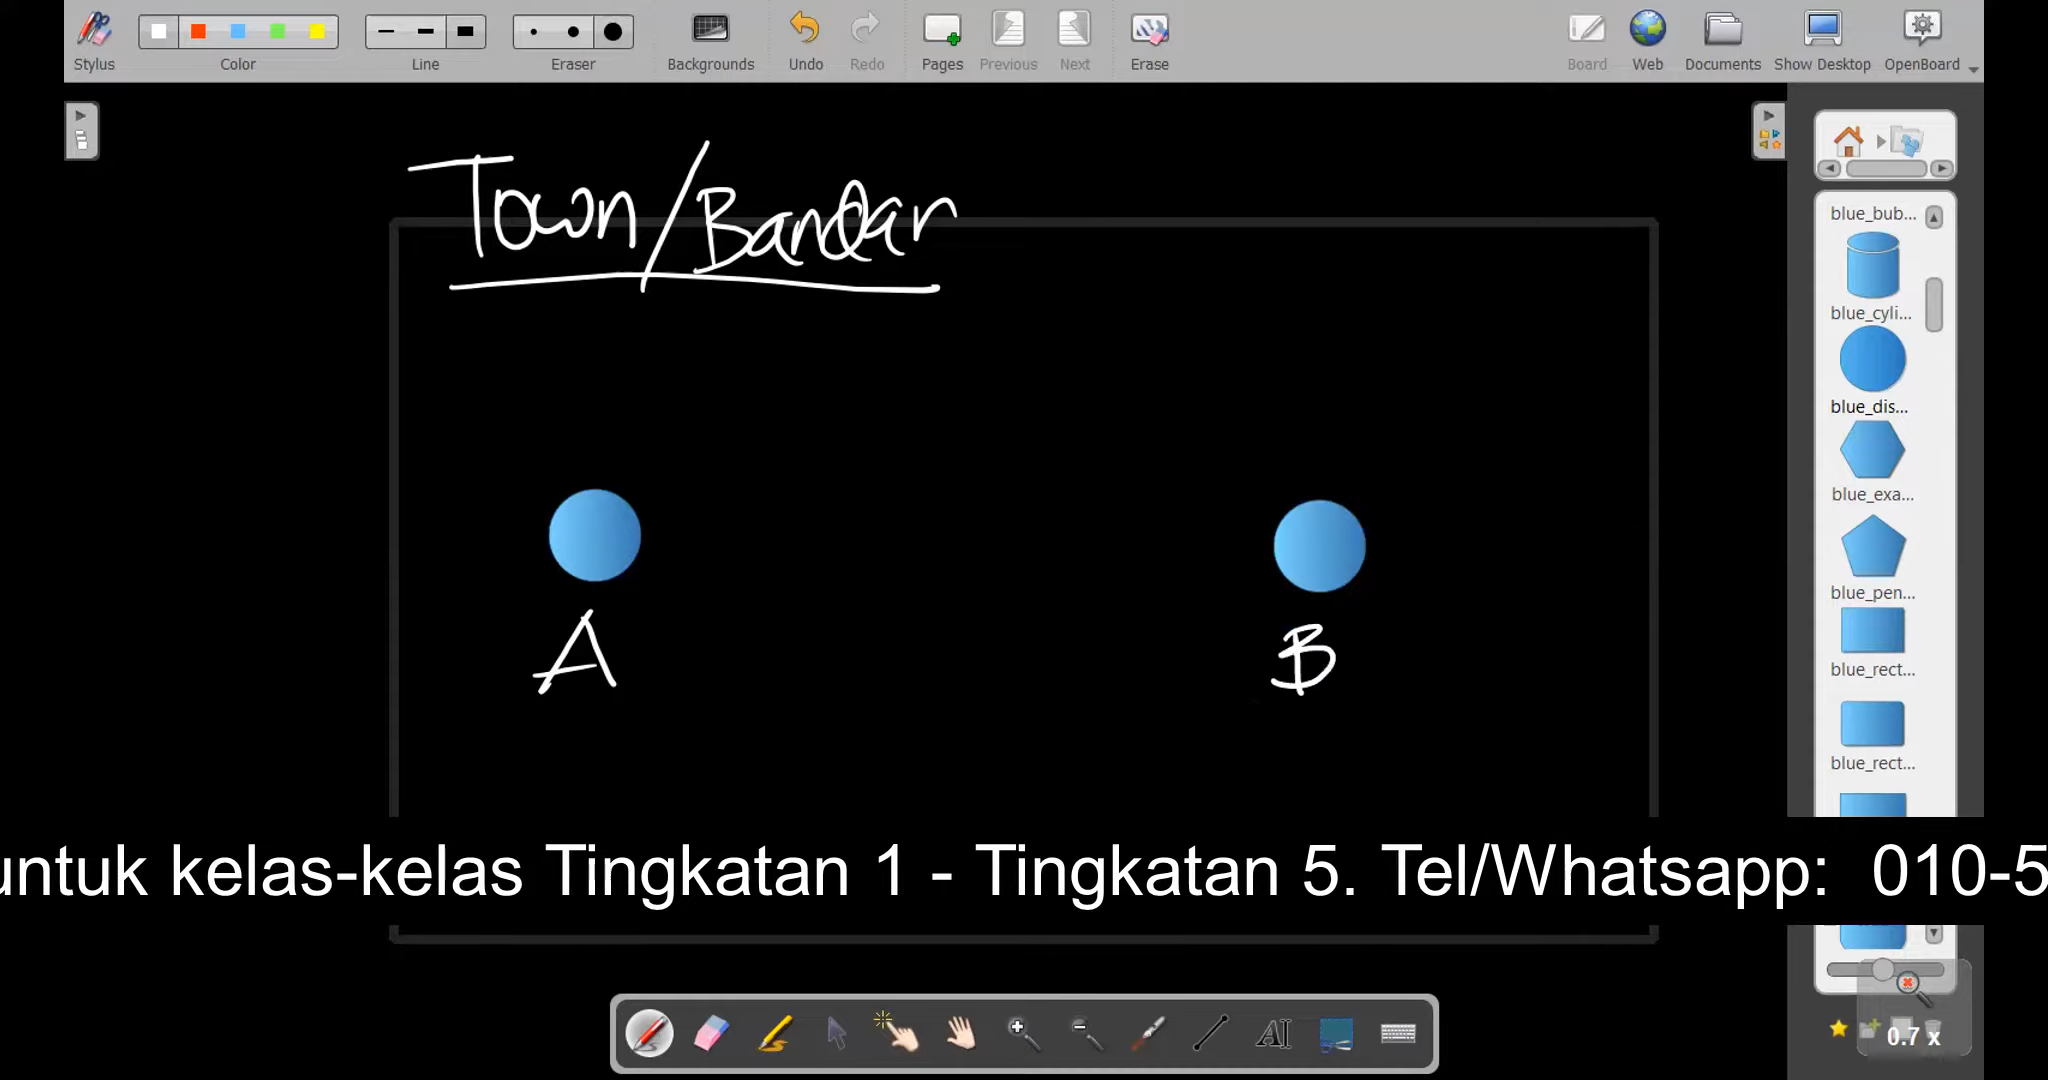 Stylus Color Line Eraser Backgrounds Undo Redo Pages Previous Next Erase Board Web Documents Show Desktop OpenBoard
Town/Bandar
A
B
blue_bub...
blue_cyli...
blue_dis...
blue_exa...
blue_pen...
blue_rect...
blue_rect...
untuk kelas-kelas Tingkatan 1 - Tingkatan 5. Tel/Whatsapp: 010-5
AI
0.7 x